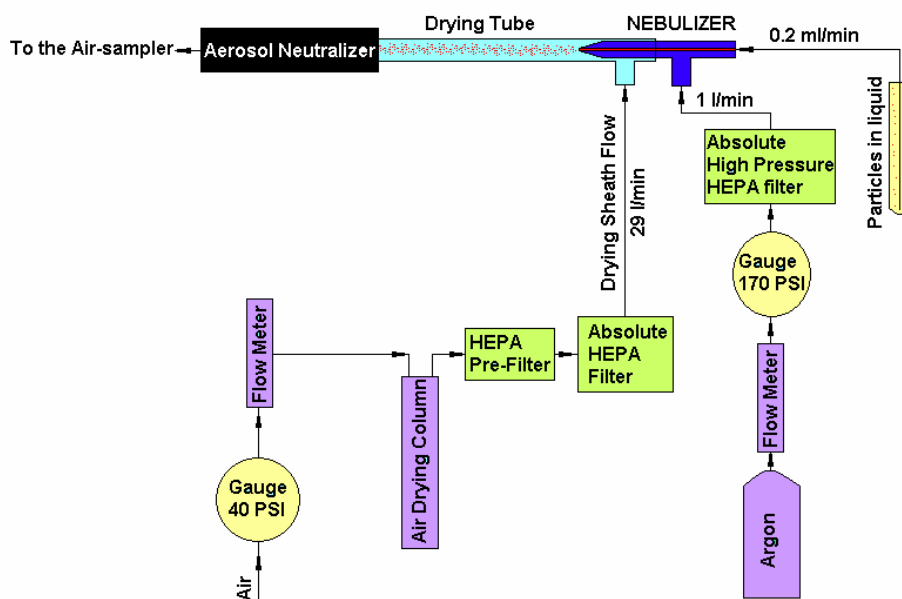 Drying Tube
NEBULIZER
0.2 ml/min
To the Air-sampler
Aerosol Neutralizer
1 l/min
Particles in liquid
Absolute
High Pressure
HEPA filter
Drying Sheath Flow
29 l/min
Gauge
170 PSI
Flow Meter
HEPA
Pre-Filter
Absolute
HEPA
Filter
Flow Meter
Air Drying Column
Gauge
40 PSI
Argon
Air